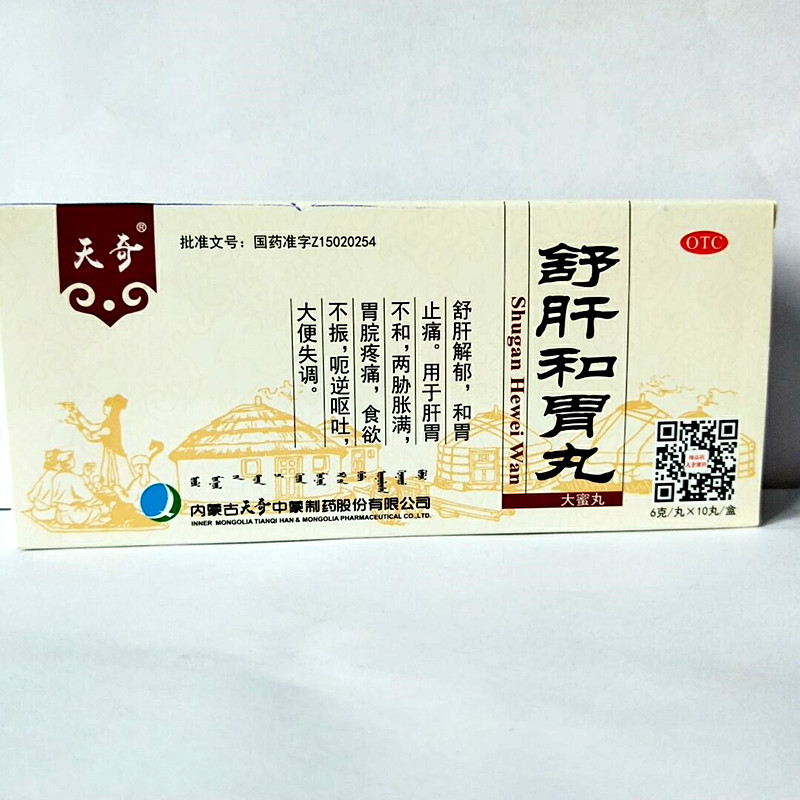 天奇®
批准文号：国药准字Z15020254
OTC
舒肝和胃丸
Shugan Hewei Wan
大蜜丸
舒肝解郁，和胃
止痛。用于肝胃
不和，两胁胀满，
胃脘疼痛，食欲
不振，呃逆呕吐，
大便失调。
内蒙古天奇中蒙制药股份有限公司
INNER MONGOLIA TIANQI HAN & MONGOLIA PHARMACEUTICAL CO.,LTD.
6克/丸×10丸/盒